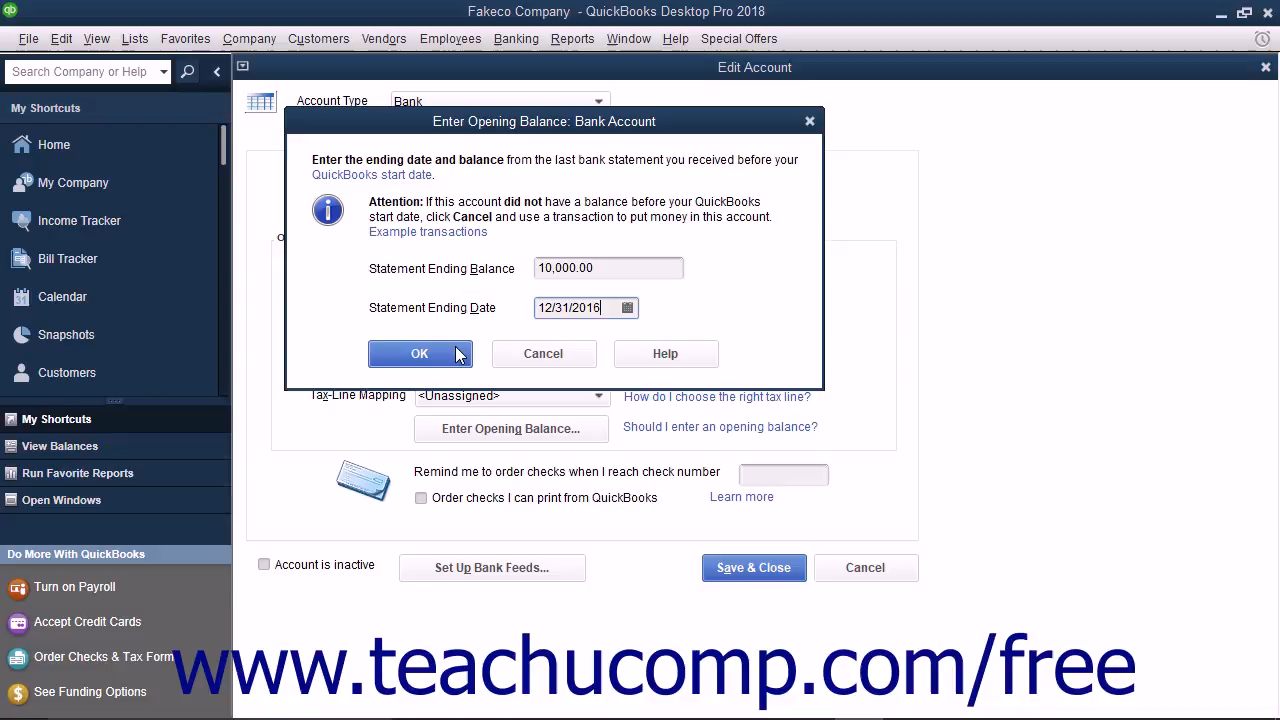 Fakeco Company - QuickBooks Desktop Pro 2018
File Edit View Lists Favorites Company Customers Vendors Employees Banking Reports Window Help Special Offers
Search Company or Help
My Shortcuts
Home
My Company
Income Tracker
Bill Tracker
Calendar
Snapshots
Customers
My Shortcuts
View Balances
Run Favorite Reports
Open Windows
Do More With QuickBooks
Turn on Payroll
Accept Credit Cards
Order Checks & Tax Form
See Funding Options
Edit Account
Account Type Bank
Enter Opening Balance: Bank Account
Enter the ending date and balance from the last bank statement you received before your
QuickBooks start date.
Attention: If this account did not have a balance before your QuickBooks
start date, click Cancel and use a transaction to put money in this account.
Example transactions
Statement Ending Balance 10,000.00
Statement Ending Date 12/31/2016
OK Cancel Help
Tax-Line Mapping <Unassigned> How do I choose the right tax line?
Enter Opening Balance... Should I enter an opening balance?
Remind me to order checks when I reach check number
Order checks I can print from QuickBooks Learn more
Account is inactive Set Up Bank Feeds... Save & Close Cancel
www.teachucomp.com/free